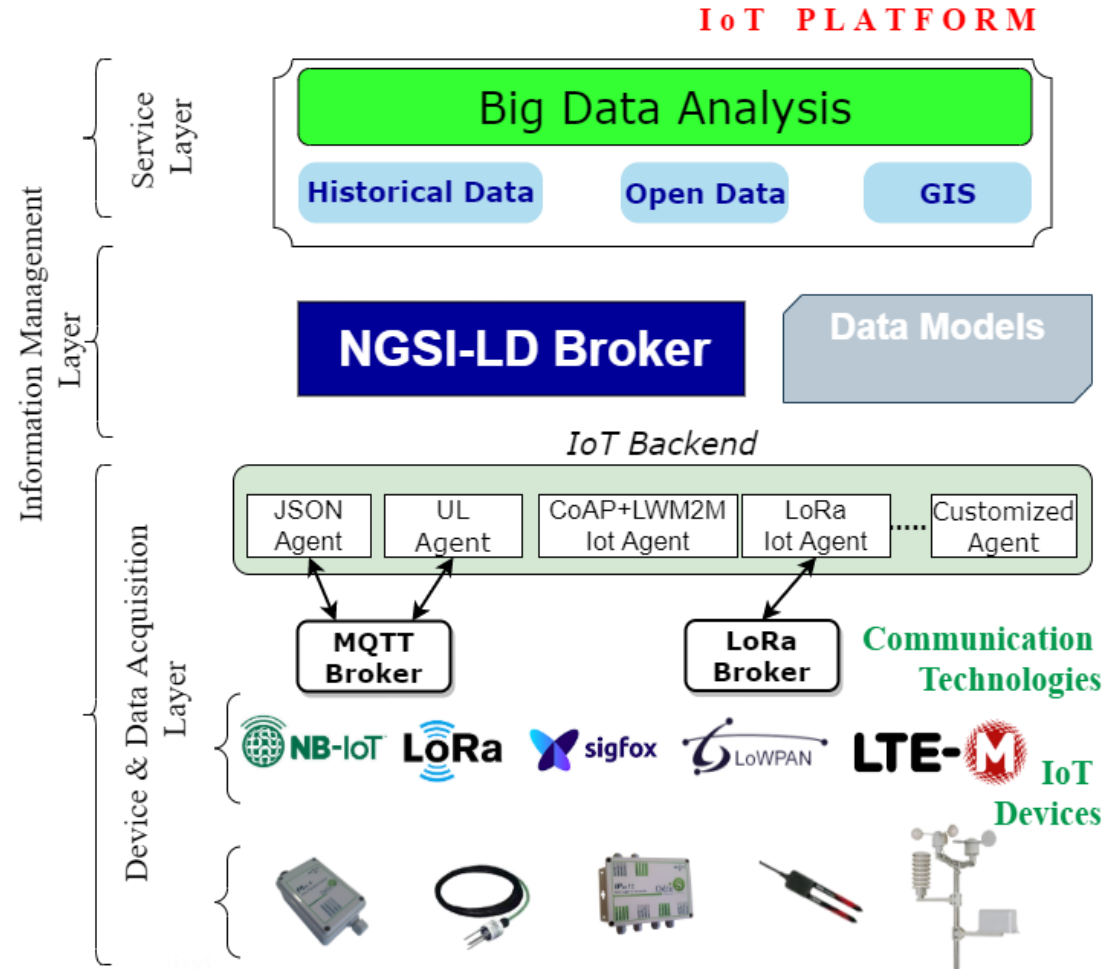 IoT PLATFORM
Service
Layer
Big Data Analysis
Historical Data
Open Data
GIS
Information Management
Layer
NGSI-LD Broker
Data Models
IoT Backend
Device & Data Acquisition
Layer
JSON
Agent
UL
Agent
CoAP+LWM2M
Iot Agent
LoRa
Iot Agent
.....
Customized
Agent
MQTT
Broker
LoRa
Broker
Communication
Technologies
NB-IoT
LoRa
sigfox
6LoWPAN
LTE-M
IoT
Devices